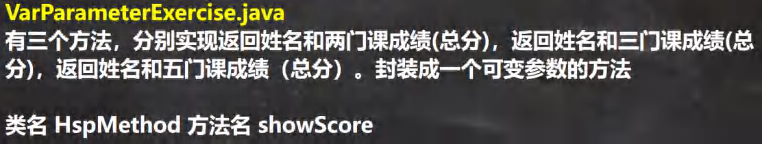 VarParameterExercise.java
有三个方法，分别实现返回姓名和两门课成绩(总分)，返回姓名和三门课成绩(总
分)，返回姓名和五门课成绩（总分）。封装成一个可变参数的方法
类名 HspMethod 方法名 showScore